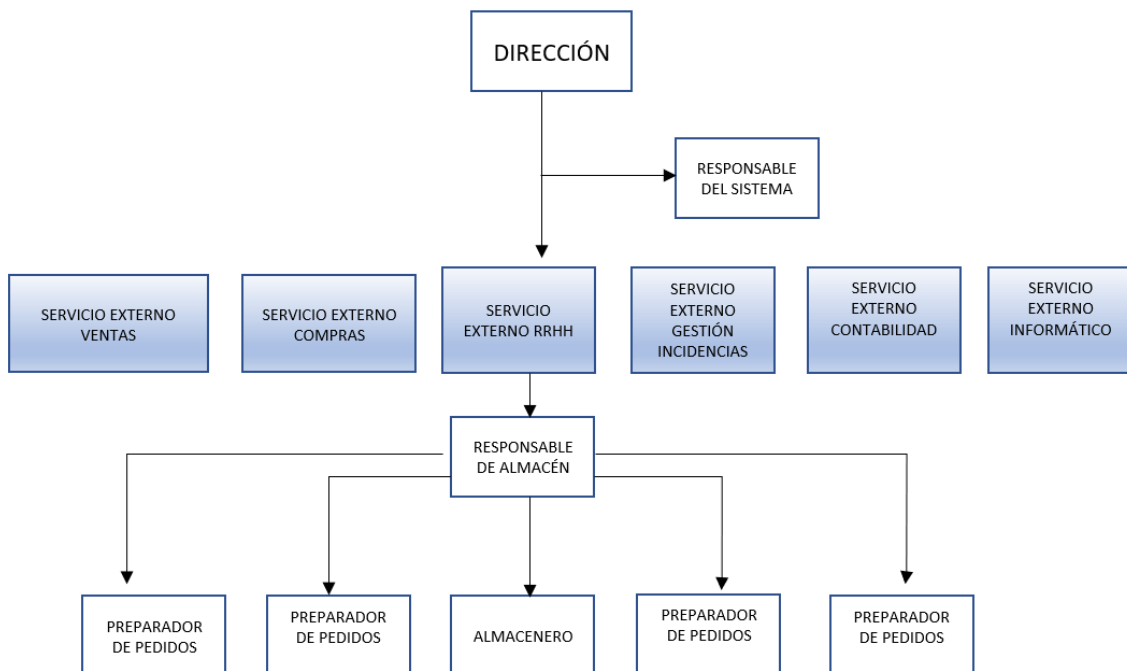 DIRECCIÓN
RESPONSABLE
DEL SISTEMA
SERVICIO EXTERNO
VENTAS
SERVICIO EXTERNO
COMPRAS
SERVICIO
EXTERNO RRHH
SERVICIO
EXTERNO
GESTIÓN
INCIDENCIAS
SERVICIO
EXTERNO
CONTABILIDAD
SERVICIO
EXTERNO
INFORMÁTICO
RESPONSABLE
DE ALMACÉN
PREPARADOR
DE PEDIDOS
PREPARADOR
DE PEDIDOS
ALMACENERO
PREPARADOR
DE PEDIDOS
PREPARADOR
DE PEDIDOS